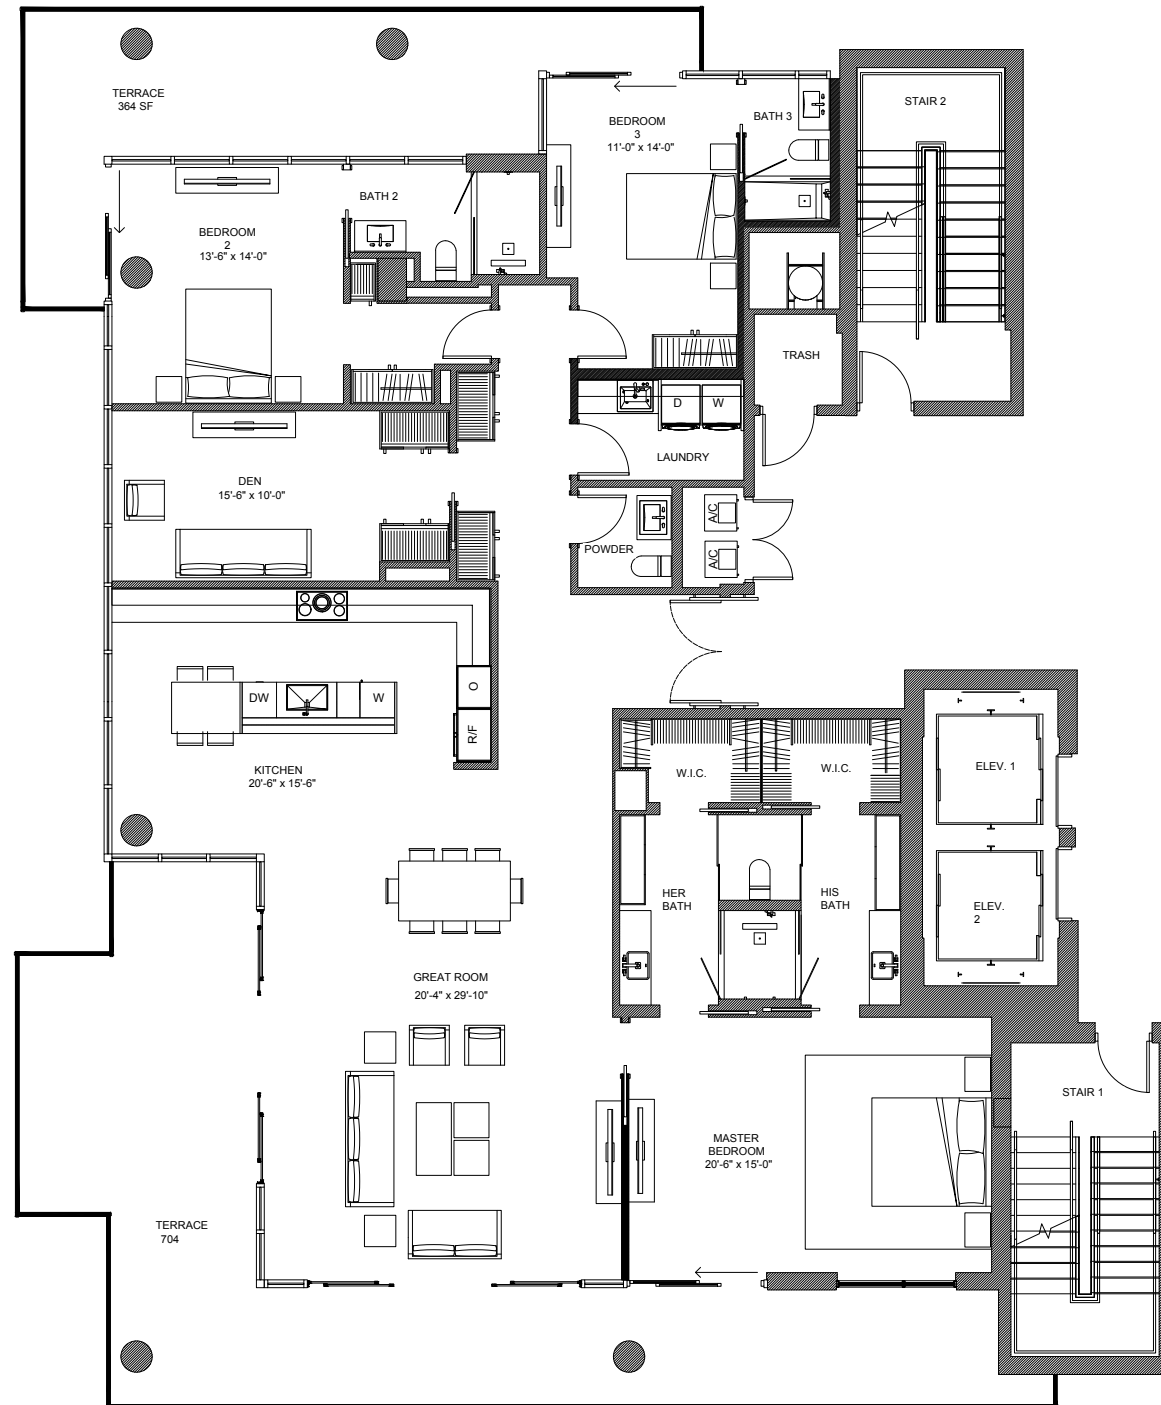 TERRACE
364 SF
STAIR 2
BEDROOM
3
11'-0" x 14'-0"
BATH 3
BATH 2
BEDROOM
2
13'-6" x 14'-0"
TRASH
D
W
LAUNDRY
DEN
15'-6" x 10'-0"
A/C
POWDER
A/C
DW
W
O
R/F
KITCHEN
20'-6" x 15'-6"
W.I.C.
W.I.C.
ELEV. 1
HER
BATH
HIS
BATH
ELEV.
2
GREAT ROOM
20'-4" x 29'-10"
STAIR 1
MASTER
BEDROOM
20'-6" x 15'-0"
TERRACE
704